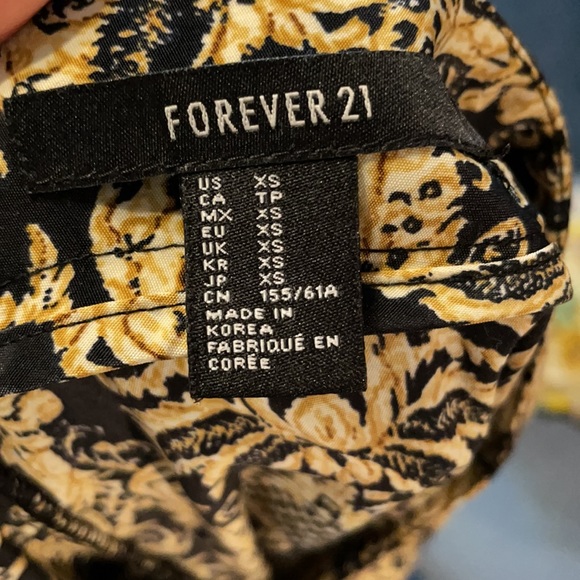 FOREVER 21
US XS
CA TP
MX XS
EU XS
UK XS
KR XS
JP XS
CN 155/61A
MADE IN
KOREA
FABRIQUÉ EN
CORÉE